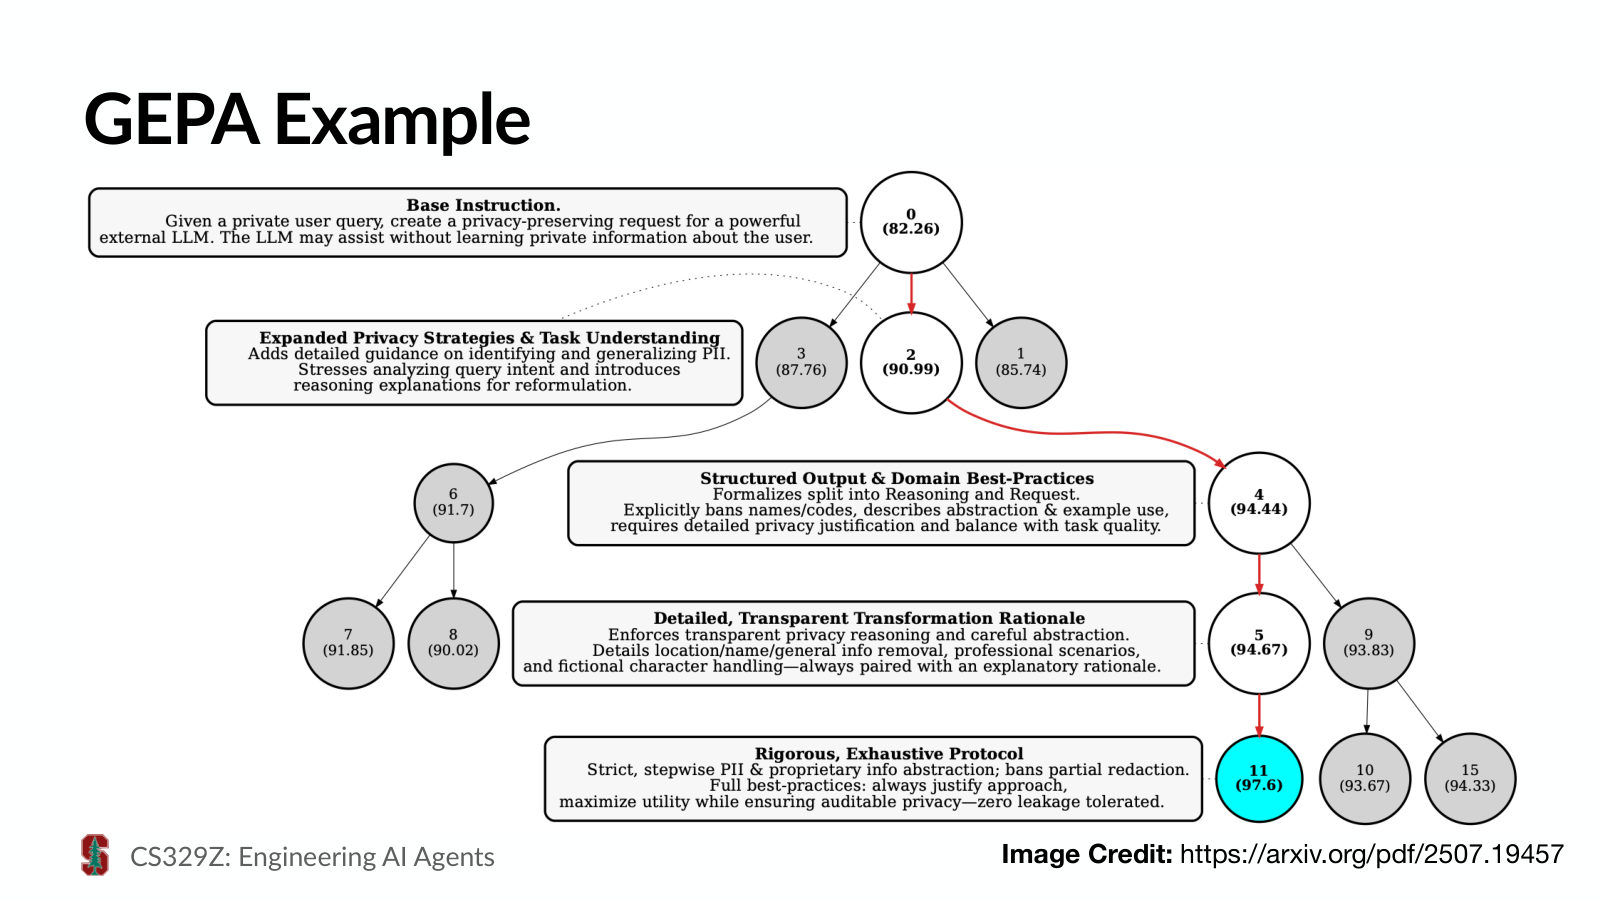 GEPA Example
Base Instruction.
Given a private user query, create a privacy-preserving request for a powerful
external LLM. The LLM may assist without learning private information about the user.
0
(82.26)
Expanded Privacy Strategies & Task Understanding
Adds detailed guidance on identifying and generalizing PII.
Stresses analyzing query intent and introduces
reasoning explanations for reformulation.
3
(87.76)
2
(90.99)
1
(85.74)
6
(91.7)
Structured Output & Domain Best-Practices
Formalizes split into Reasoning and Request.
Explicitly bans names/codes, describes abstraction & example use,
requires detailed privacy justification and balance with task quality.
4
(94.44)
7
(91.85)
8
(90.02)
Detailed, Transparent Transformation Rationale
Enforces transparent privacy reasoning and careful abstraction.
Details location/name/general info removal, professional scenarios,
and fictional character handling—always paired with an explanatory rationale.
5
(94.67)
9
(93.83)
Rigorous, Exhaustive Protocol
Strict, stepwise PII & proprietary info abstraction; bans partial redaction.
Full best-practices: always justify approach,
maximize utility while ensuring auditable privacy—zero leakage tolerated.
11
(97.6)
10
(93.67)
15
(94.33)
CS329Z: Engineering AI Agents
Image Credit: https://arxiv.org/pdf/2507.19457